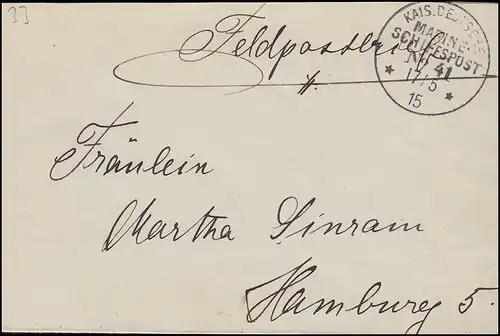 33
Feldpostbrief
KAIS. DEUTSCHE
MARINE-
SCHIFFSPOST
No 41
17/5
15
Fräulein
Martha Sinram
Hamburg 5.